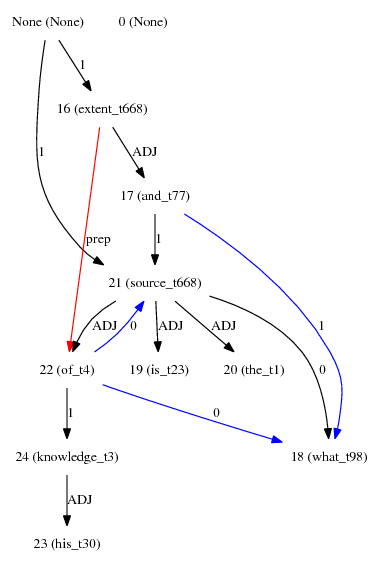 None (None) 0 (None)
1
16 (extent_t668)
1 ADJ
17 (and_t77)
prep 1
21 (source_t668)
ADJ 0 ADJ ADJ 1
0
22 (of_t4) 19 (is_t23) 20 (the_t1)
1 0
24 (knowledge_t3) 18 (what_t98)
ADJ
23 (his_t30)